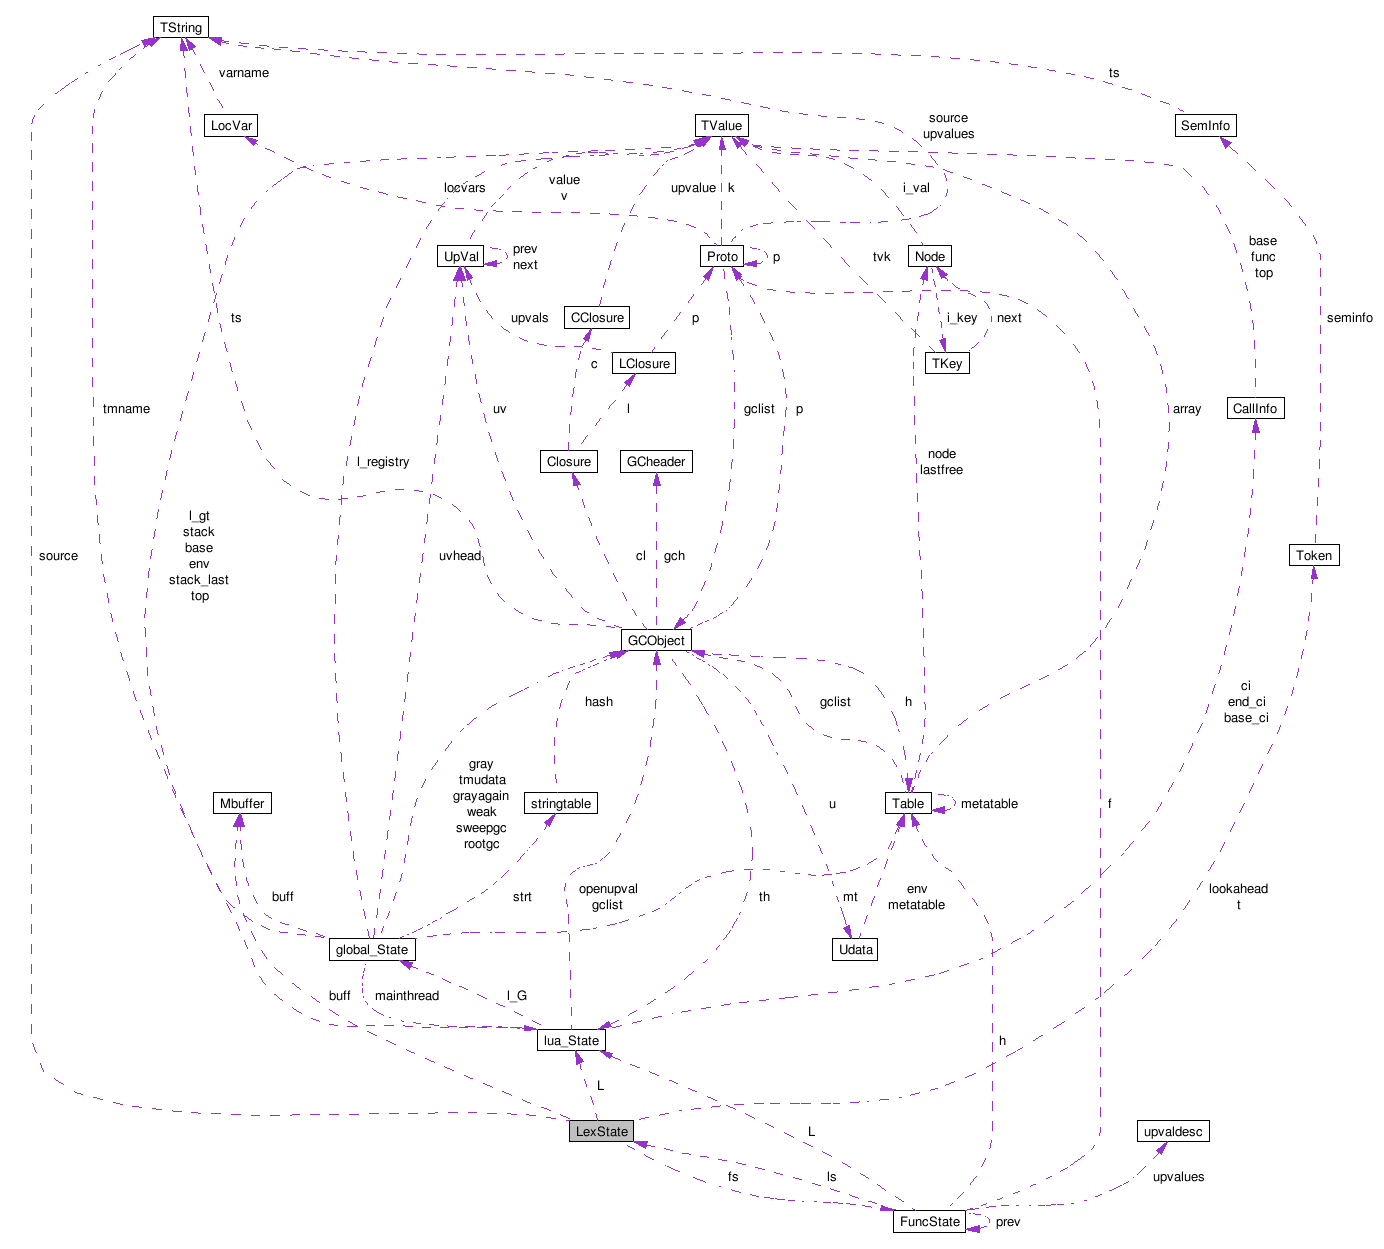 TString
varname
ts
LocVar
TValue
source
upvalues
SemInfo
locvars
value
v
upvalue
k
i_val
UpVal
prev
next
Proto
p
Node
tvk
base
func
top
ts
upvals
CClosure
p
i_key
next
seminfo
c
LClosure
TKey
tmname
uv
l
gclist
p
array
CallInfo
l_registry
Closure
GCheader
node
lastfree
l_gt
stack
base
env
stack_last
top
source
uvhead
cl
gch
Token
GCObject
hash
gclist
h
ci
end_ci
base_ci
gray
tmudata
grayagain
weak
sweepgc
rootgc
Mbuffer
stringtable
u
Table
metatable
f
buff
strt
openupval
gclist
th
mt
env
metatable
lookahead
t
global_State
Udata
buff
mainthread
l_G
lua_State
h
L
LexState
L
upvaldesc
fs
ls
upvalues
FuncState
prev